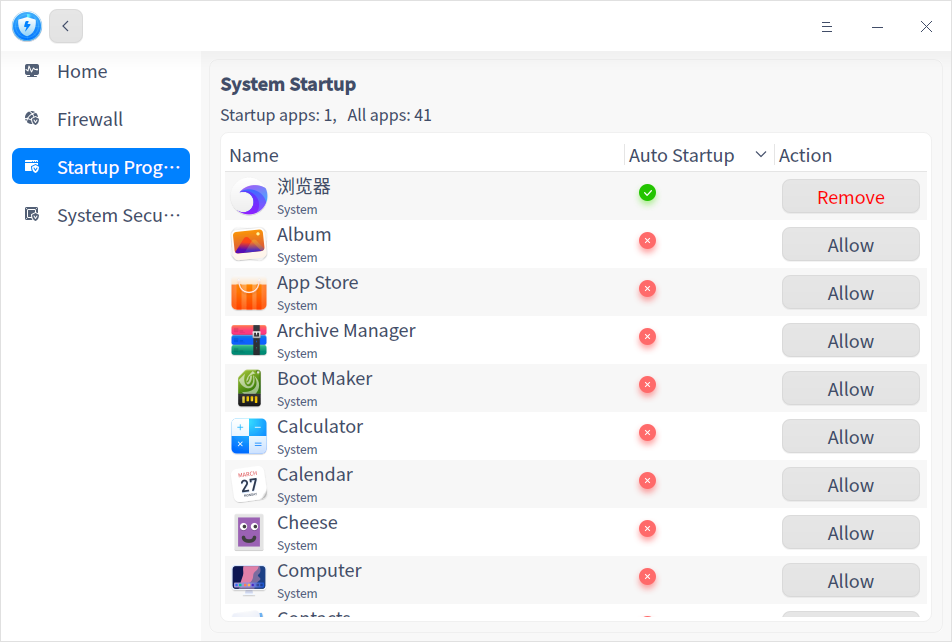 Home
Firewall
Startup Prog···
System Secu···
System Startup
Startup apps: 1,   All apps: 41
Name
Auto Startup
Action
浏览器
System
Remove
Album
System
Allow
App Store
System
Allow
Archive Manager
System
Allow
Boot Maker
System
Allow
Calculator
System
Allow
MARCH
27
MONDAY
Calendar
System
Allow
Cheese
System
Allow
Computer
System
Allow
Contacts